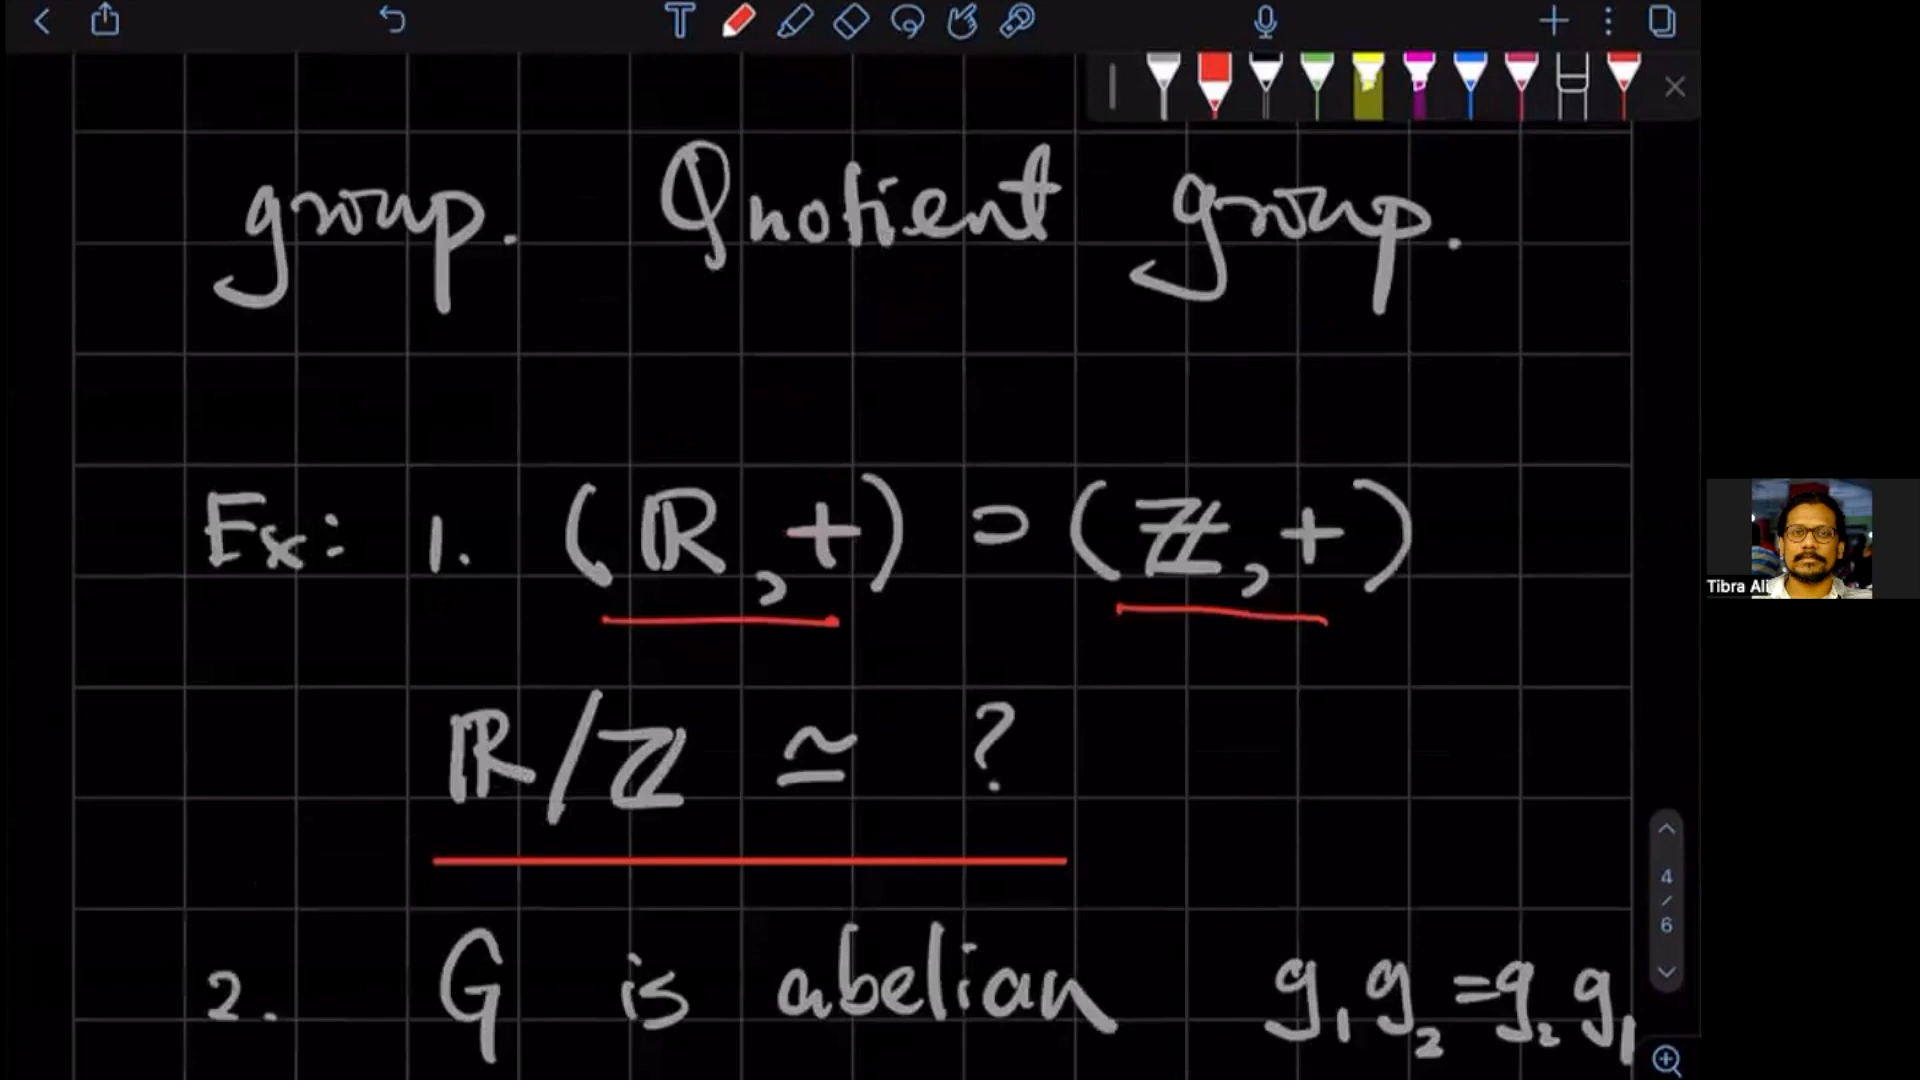 group. Quotient group.
Ex: 1. (ℝ, +) ⊃ (ℤ, +)
ℝ/ℤ ≃ ?
2. G is abelian g₁g₂=g₂g₁
Tibra Ali
4
/
6